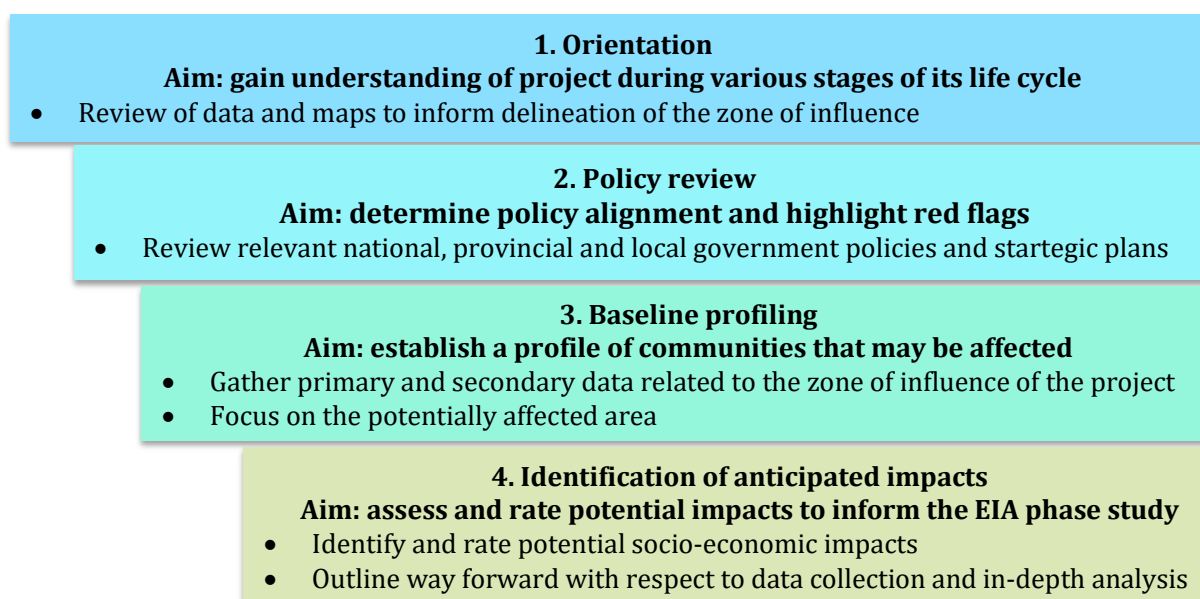 1. Orientation
Aim: gain understanding of project during various stages of its life cycle
• Review of data and maps to inform delineation of the zone of influence
2. Policy review
Aim: determine policy alignment and highlight red flags
• Review relevant national, provincial and local government policies and startegic plans
3. Baseline profiling
Aim: establish a profile of communities that may be affected
• Gather primary and secondary data related to the zone of influence of the project
• Focus on the potentially affected area
4. Identification of anticipated impacts
Aim: assess and rate potential impacts to inform the EIA phase study
• Identify and rate potential socio-economic impacts
• Outline way forward with respect to data collection and in-depth analysis